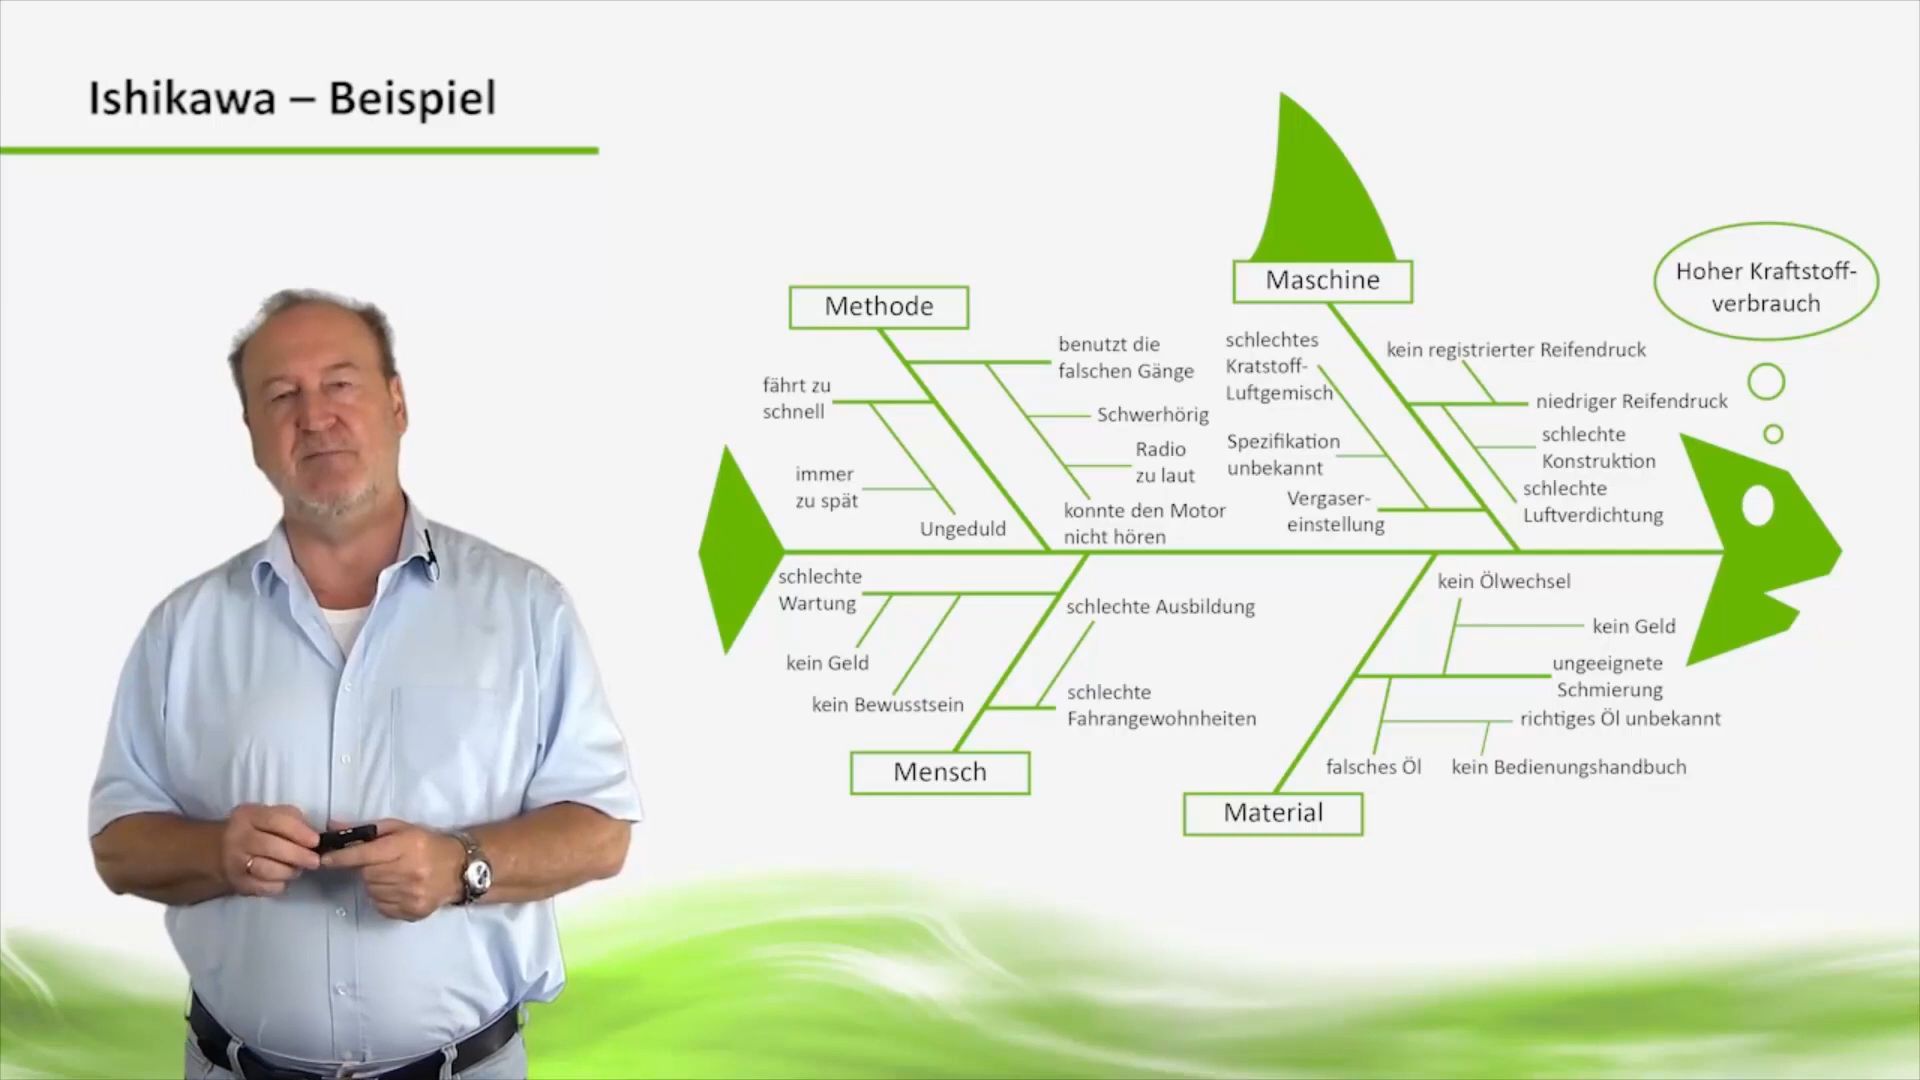 Ishikawa – Beispiel
Methode
benutzt die
falschen Gänge
fährt zu
schnell
Schwerhörig
Radio
zu laut
immer
zu spät
Ungeduld
konnte den Motor
nicht hören
Maschine
schlechtes
Kratstoff-
Luftgemisch
Spezifikation
unbekannt
Vergaser-
einstellung
kein registrierter Reifendruck
niedriger Reifendruck
schlechte
Konstruktion
schlechte
Luftverdichtung
Hoher Kraftstoff-
verbrauch
schlechte
Wartung
kein Geld
kein Bewusstsein
schlechte Ausbildung
schlechte
Fahrangewohnheiten
Mensch
kein Ölwechsel
kein Geld
ungeeignete
Schmierung
richtiges Öl unbekannt
falsches Öl
kein Bedienungshandbuch
Material